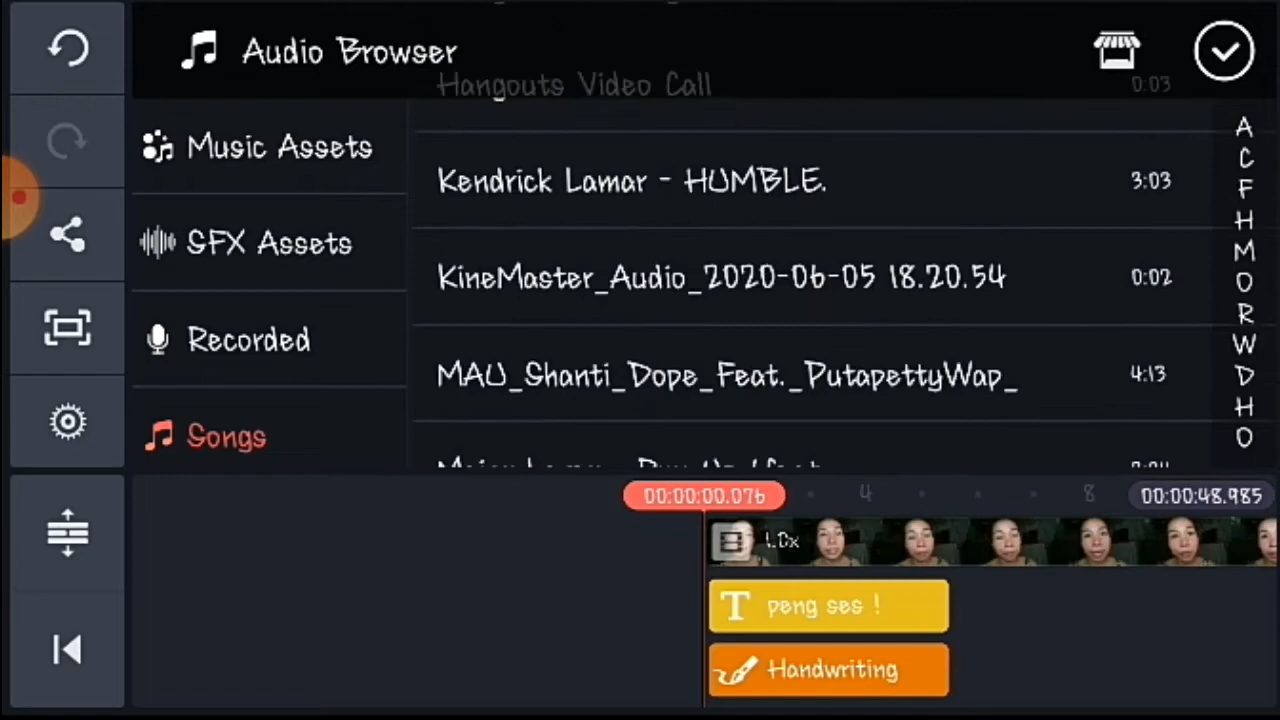 Audio Browser
Hangouts Video Call 0:03
Music Assets
Kendrick Lamar - HUMBLE. 3:03
SFX Assets
KineMaster_Audio_2020-06-05 18.20.54 0:02
Recorded
MAU_Shanti_Dope_Feat._PutapettyWap_ 4:13
Songs
A
C
F
H
M
O
R
W
D
H
O
00:00:00.076 4 8 00:00:48.985
1.0x
T peng ses !
Handwriting